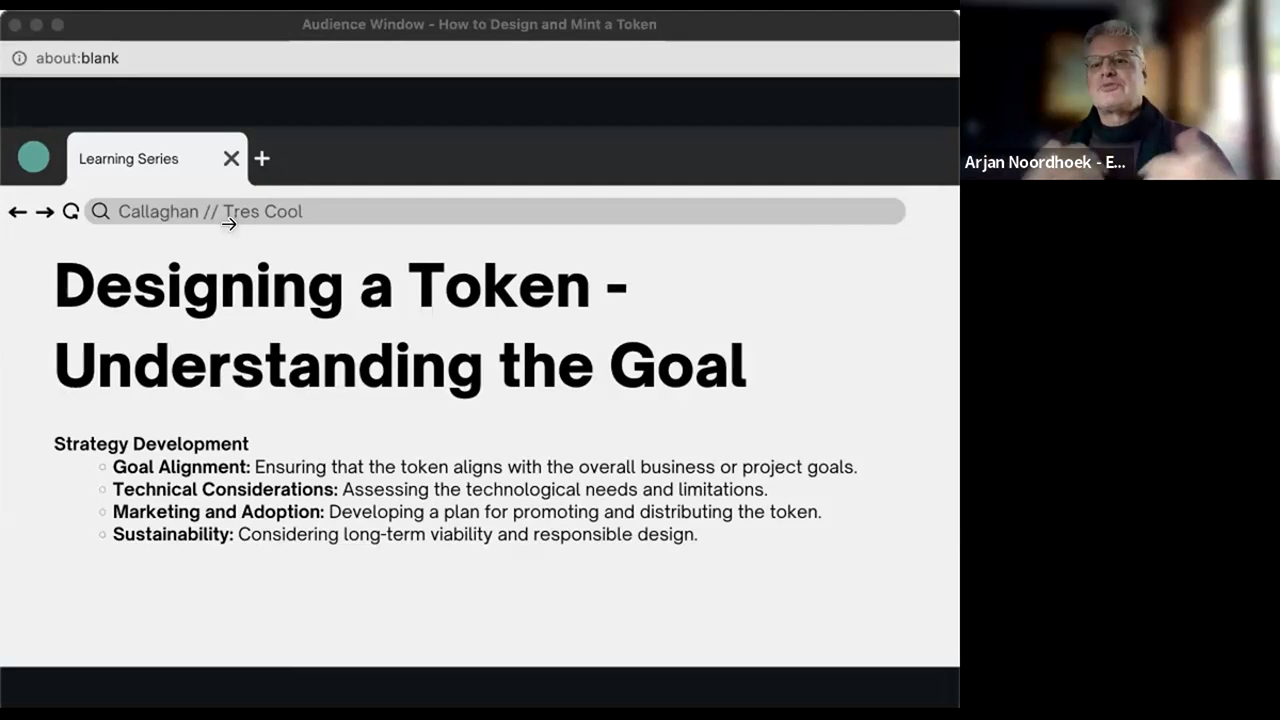 Audience Window - How to Design and Mint a Token
about:blank
Learning Series
Callaghan // Tres Cool
Designing a Token -
Understanding the Goal
Strategy Development
Goal Alignment: Ensuring that the token aligns with the overall business or project goals.
Technical Considerations: Assessing the technological needs and limitations.
Marketing and Adoption: Developing a plan for promoting and distributing the token.
Sustainability: Considering long-term viability and responsible design.
Arjan Noordhoek - E...